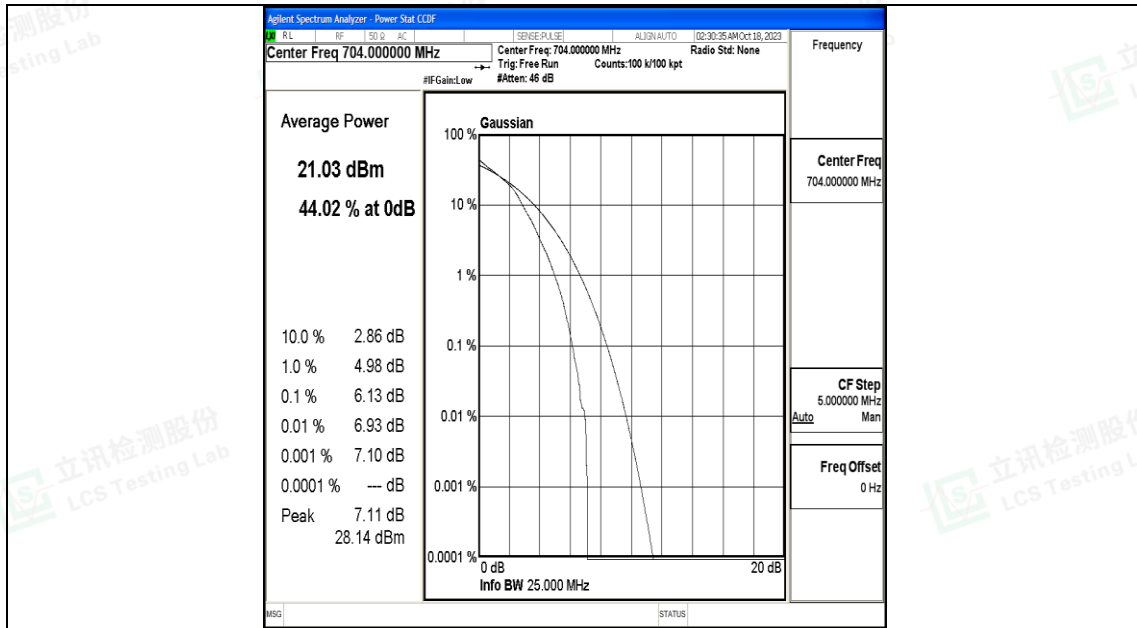 Agilent Spectrum Analyzer - Power Stat CCDF
RL RF 50 Ω AC SENSE:PULSE ALIGN AUTO 02:30:35 AM Oct 18, 2023
Center Freq 704.000000 MHz
Center Freq: 704.000000 MHz Radio Std: None
Trig: Free Run Counts:100 k/100 kpt
#IFGain:Low #Atten: 46 dB
Frequency
Average Power
21.03 dBm
44.02 % at 0dB
10.0 % 2.86 dB
1.0 % 4.98 dB
0.1 % 6.13 dB
0.01 % 6.93 dB
0.001 % 7.10 dB
0.0001 % --- dB
Peak 7.11 dB
28.14 dBm
Gaussian
100 %
10 %
1 %
0.1 %
0.01 %
0.001 %
0.0001 %
0 dB 20 dB
Info BW 25.000 MHz
Center Freq
704.000000 MHz
CF Step
5.000000 MHz
Auto Man
Freq Offset
0 Hz
MSG STATUS
立讯检测股份
LCS Testing Lab
立讯检测股份